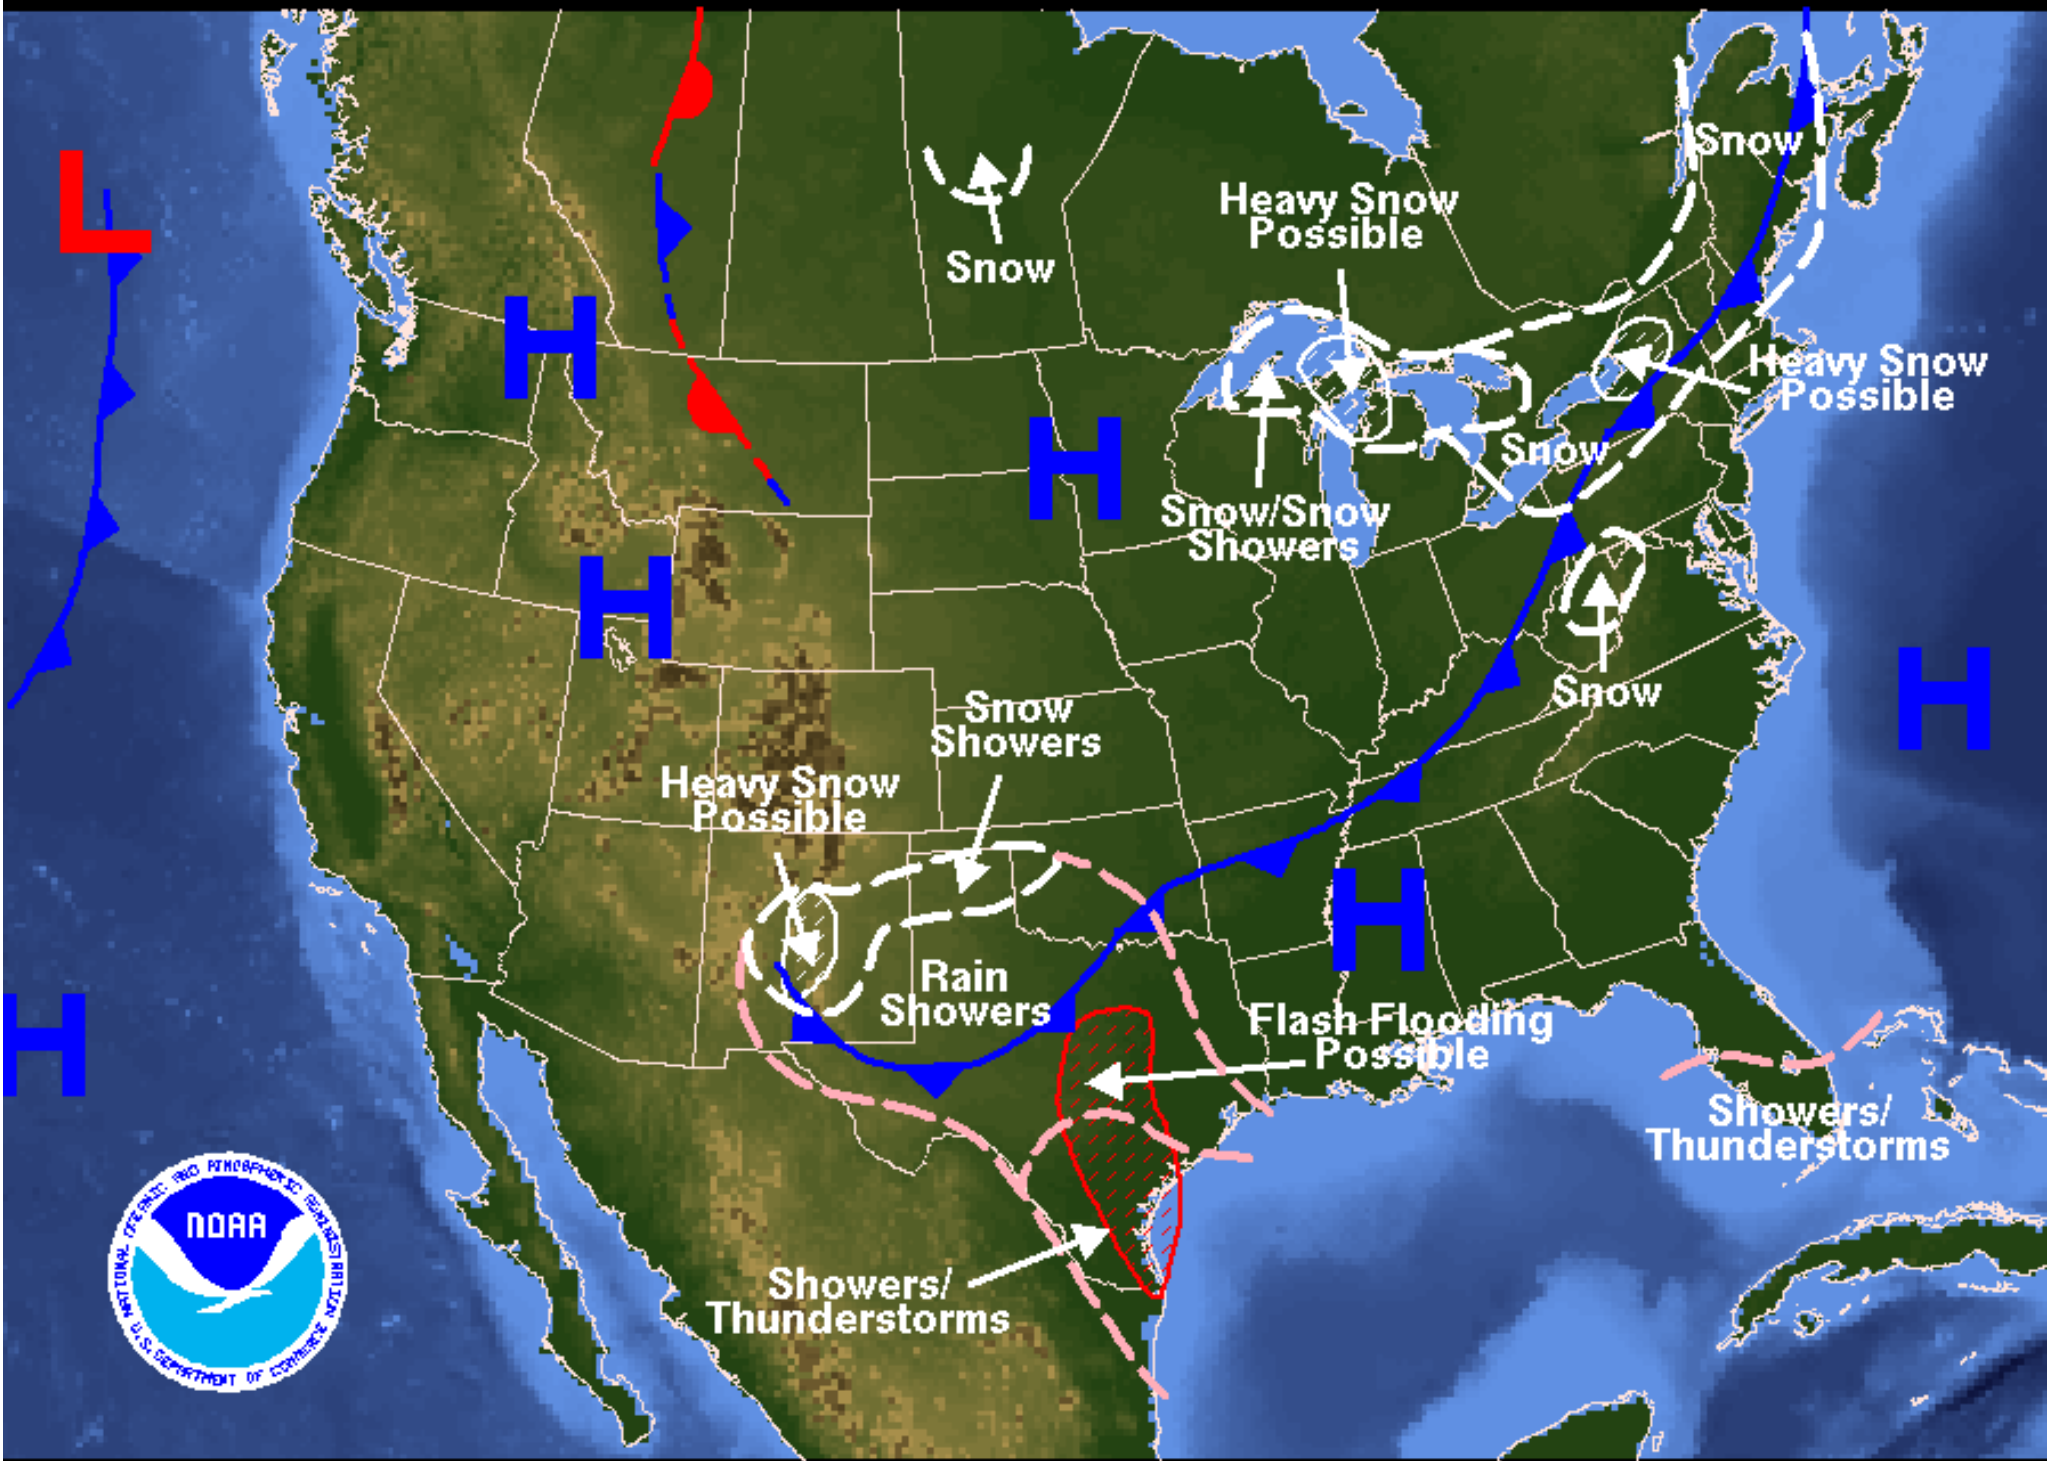 L
Snow
Heavy Snow
Possible
Snow
H
Heavy Snow
Possible
H
Snow
Snow/Snow
Showers
H
Snow
H
Snow
Showers
Heavy Snow
Possible
H
Rain
Showers
Flash Flooding
Possible
H
Showers/
Thunderstorms
NATIONAL OCEANIC AND ATMOSPHERIC ADMINISTRATION
NOAA
U.S. DEPARTMENT OF COMMERCE
Showers/
Thunderstorms